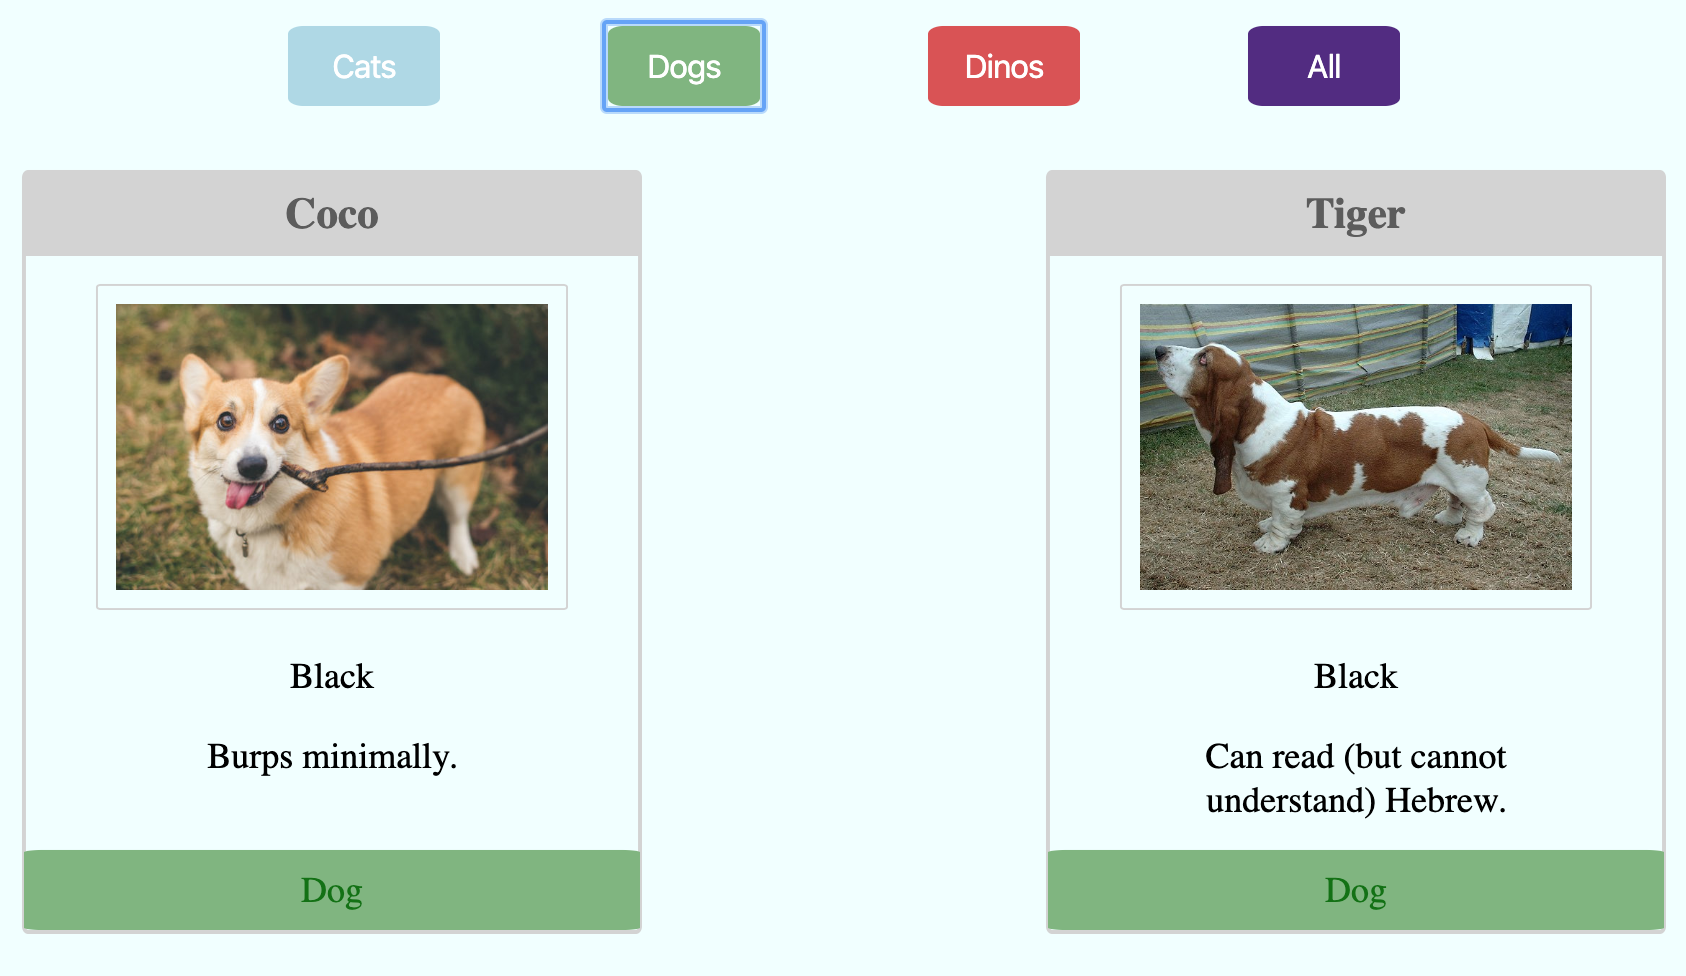 Cats
Dogs
Dinos
All
Coco
Black
Burps minimally.
Dog
Tiger
Black
Can read (but cannot
understand) Hebrew.
Dog